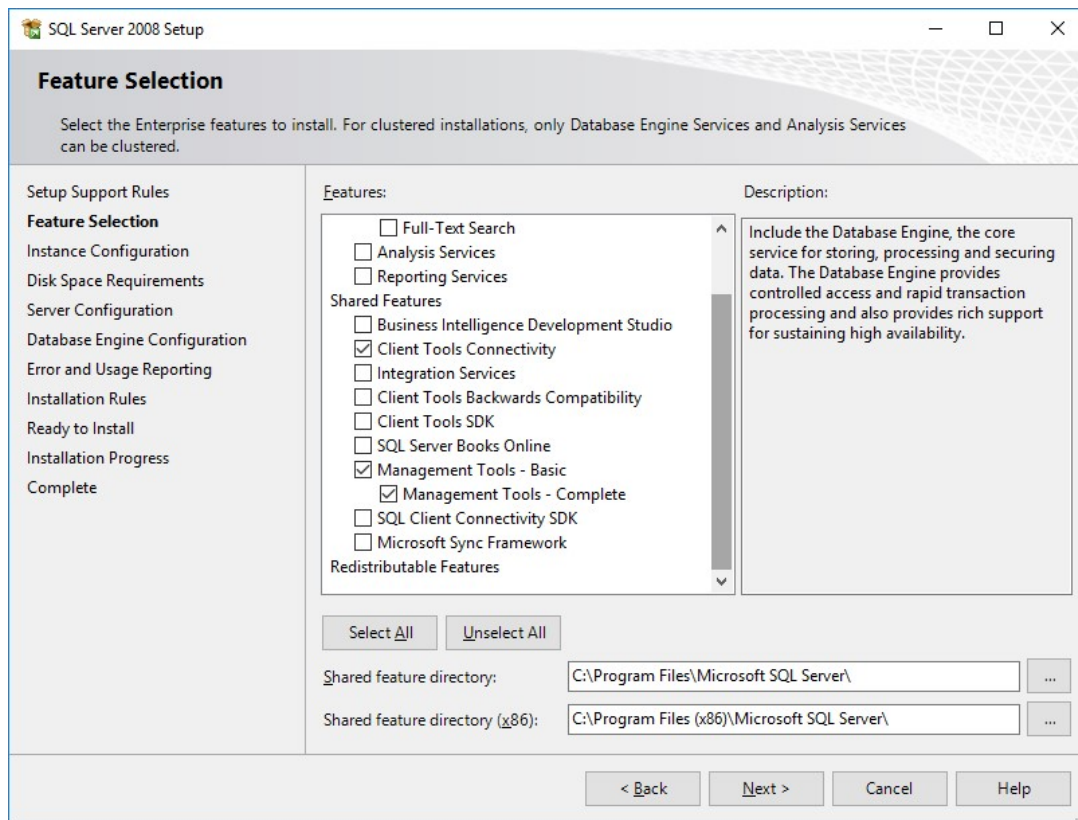 SQL Server 2008 Setup
Feature Selection
Select the Enterprise features to install. For clustered installations, only Database Engine Services and Analysis Services
can be clustered.
Setup Support Rules
Feature Selection
Instance Configuration
Disk Space Requirements
Server Configuration
Database Engine Configuration
Error and Usage Reporting
Installation Rules
Ready to Install
Installation Progress
Complete
Features:
Full-Text Search
Analysis Services
Reporting Services
Shared Features
Business Intelligence Development Studio
Client Tools Connectivity
Integration Services
Client Tools Backwards Compatibility
Client Tools SDK
SQL Server Books Online
Management Tools - Basic
Management Tools - Complete
SQL Client Connectivity SDK
Microsoft Sync Framework
Redistributable Features
Description:
Include the Database Engine, the core
service for storing, processing and securing
data. The Database Engine provides
controlled access and rapid transaction
processing and also provides rich support
for sustaining high availability.
Select All
Unselect All
Shared feature directory:
C:\Program Files\Microsoft SQL Server\
...
Shared feature directory (x86):
C:\Program Files (x86)\Microsoft SQL Server\
...
< Back
Next >
Cancel
Help